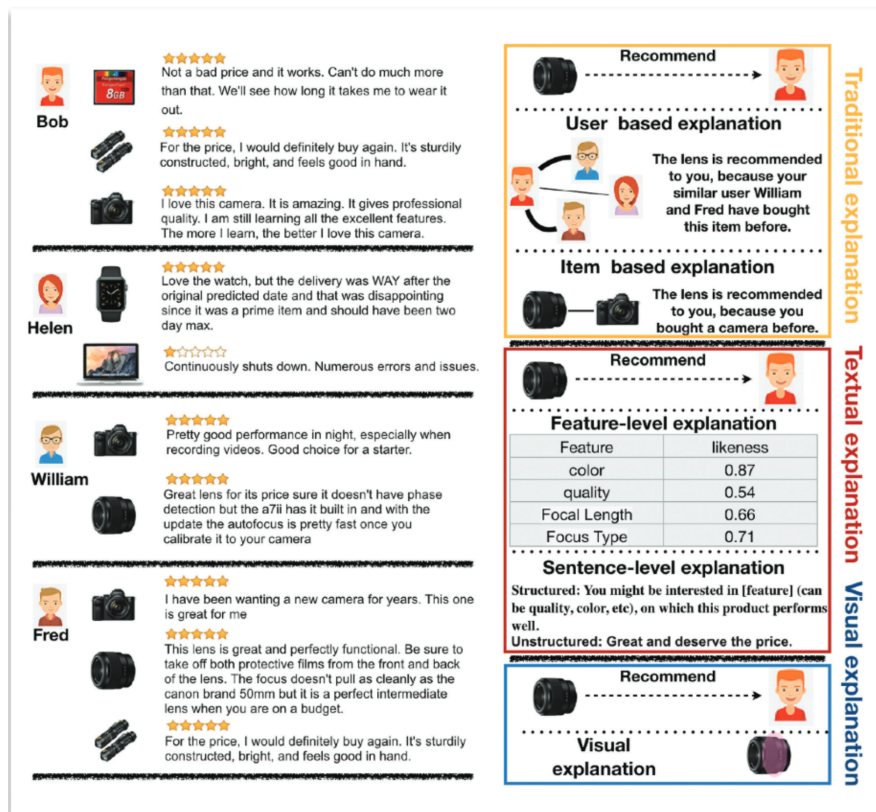 8GB
Bob
Not a bad price and it works. Can't do much more
than that. We'll see how long it takes me to wear it
out.
For the price, I would definitely buy again. It's sturdily
constructed, bright, and feels good in hand.
I love this camera. It is amazing. It gives professional
quality. I am still learning all the excellent features.
The more I learn, the better I love this camera.
Helen
Love the watch, but the delivery was WAY after the
original predicted date and that was disappointing
since it was a prime item and should have been two
day max.
Continuously shuts down. Numerous errors and issues.
William
Pretty good performance in night, especially when
recording videos. Good choice for a starter.
Great lens for its price sure it doesn't have phase
detection but the a7ii has it built in and with the
update the autofocus is pretty fast once you
calibrate it to your camera
Fred
I have been wanting a new camera for years. This one
is great for me
This lens is great and perfectly functional. Be sure to
take off both protective films from the front and back
of the lens. The focus doesn't pull as cleanly as the
canon brand 50mm but it is a perfect intermediate
lens when you are on a budget.
For the price, I would definitely buy again. It's sturdily
constructed, bright, and feels good in hand.
Recommend
User based explanation
The lens is recommended
to you, because your
similar user William
and Fred have bought
this item before.
Item based explanation
The lens is recommended
to you, because you
bought a camera before.
Traditional explanation
Recommend
Feature-level explanation
Feature likeness
color 0.87
quality 0.54
Focal Length 0.66
Focus Type 0.71
Sentence-level explanation
Structured: You might be interested in [feature] (can
be quality, color, etc), on which this product performs
well.
Unstructured: Great and deserve the price.
Textual explanation
Recommend
Visual
explanation
Visual explanation